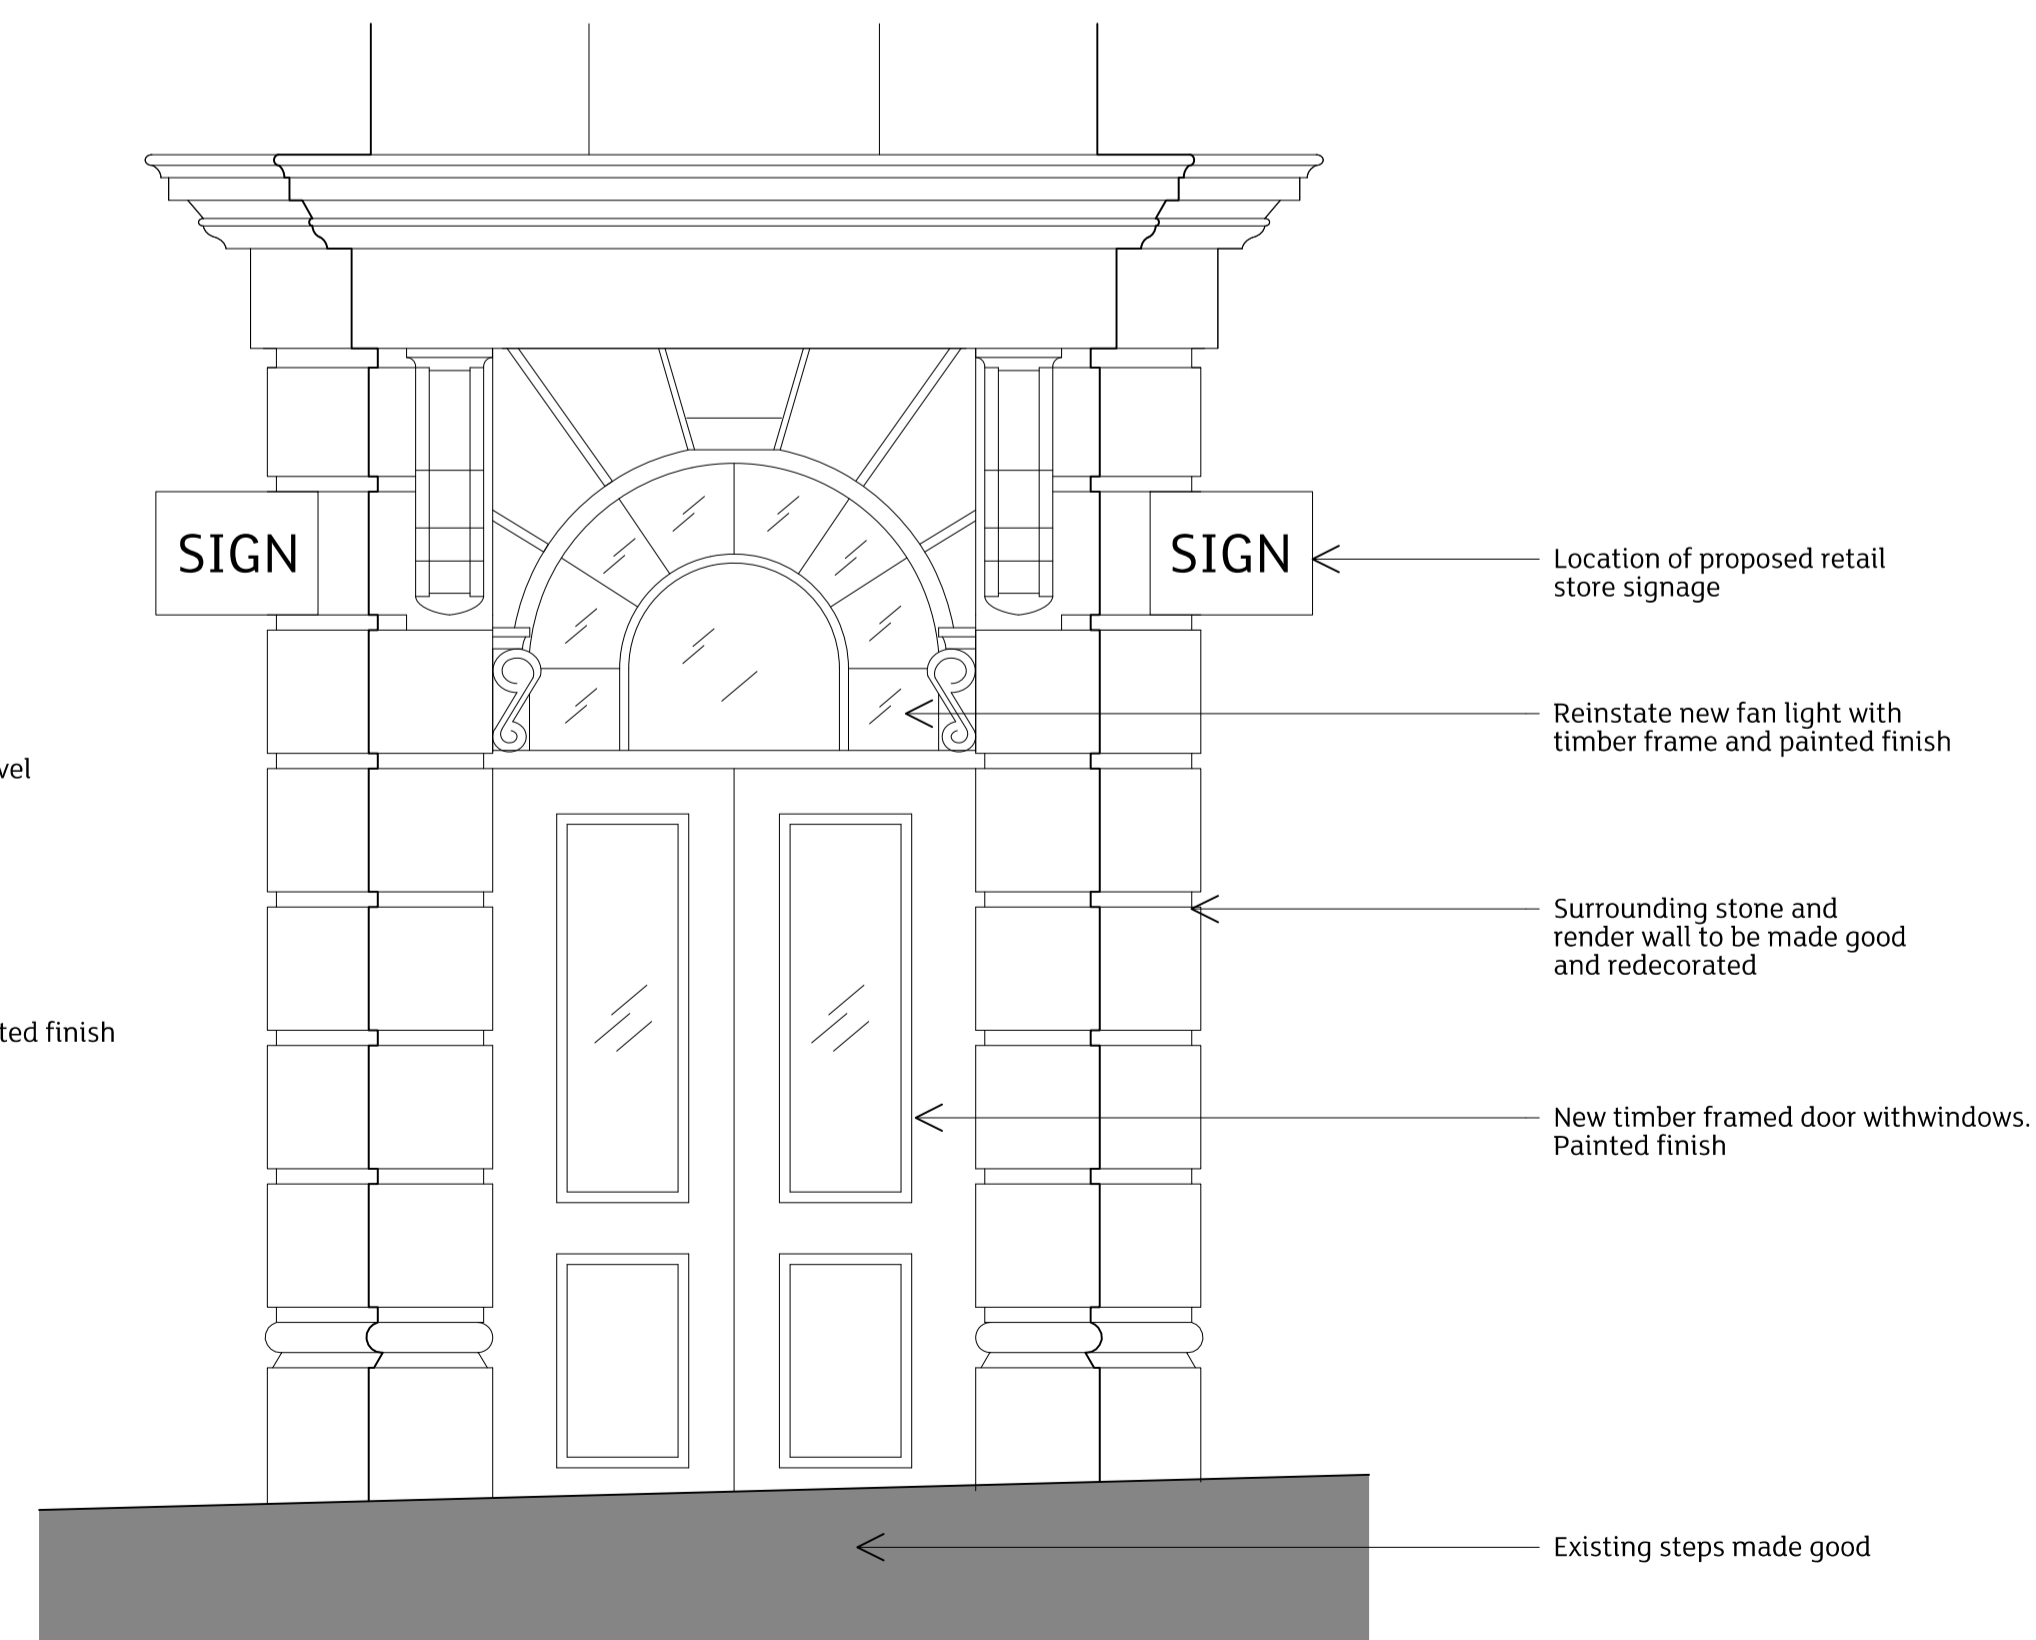 SIGN
SIGN
Location of proposed retail
store signage
Reinstate new fan light with
timber frame and painted finish
vel
Surrounding stone and
render wall to be made good
and redecorated
ted finish
New timber framed door withwindows.
Painted finish
Existing steps made good